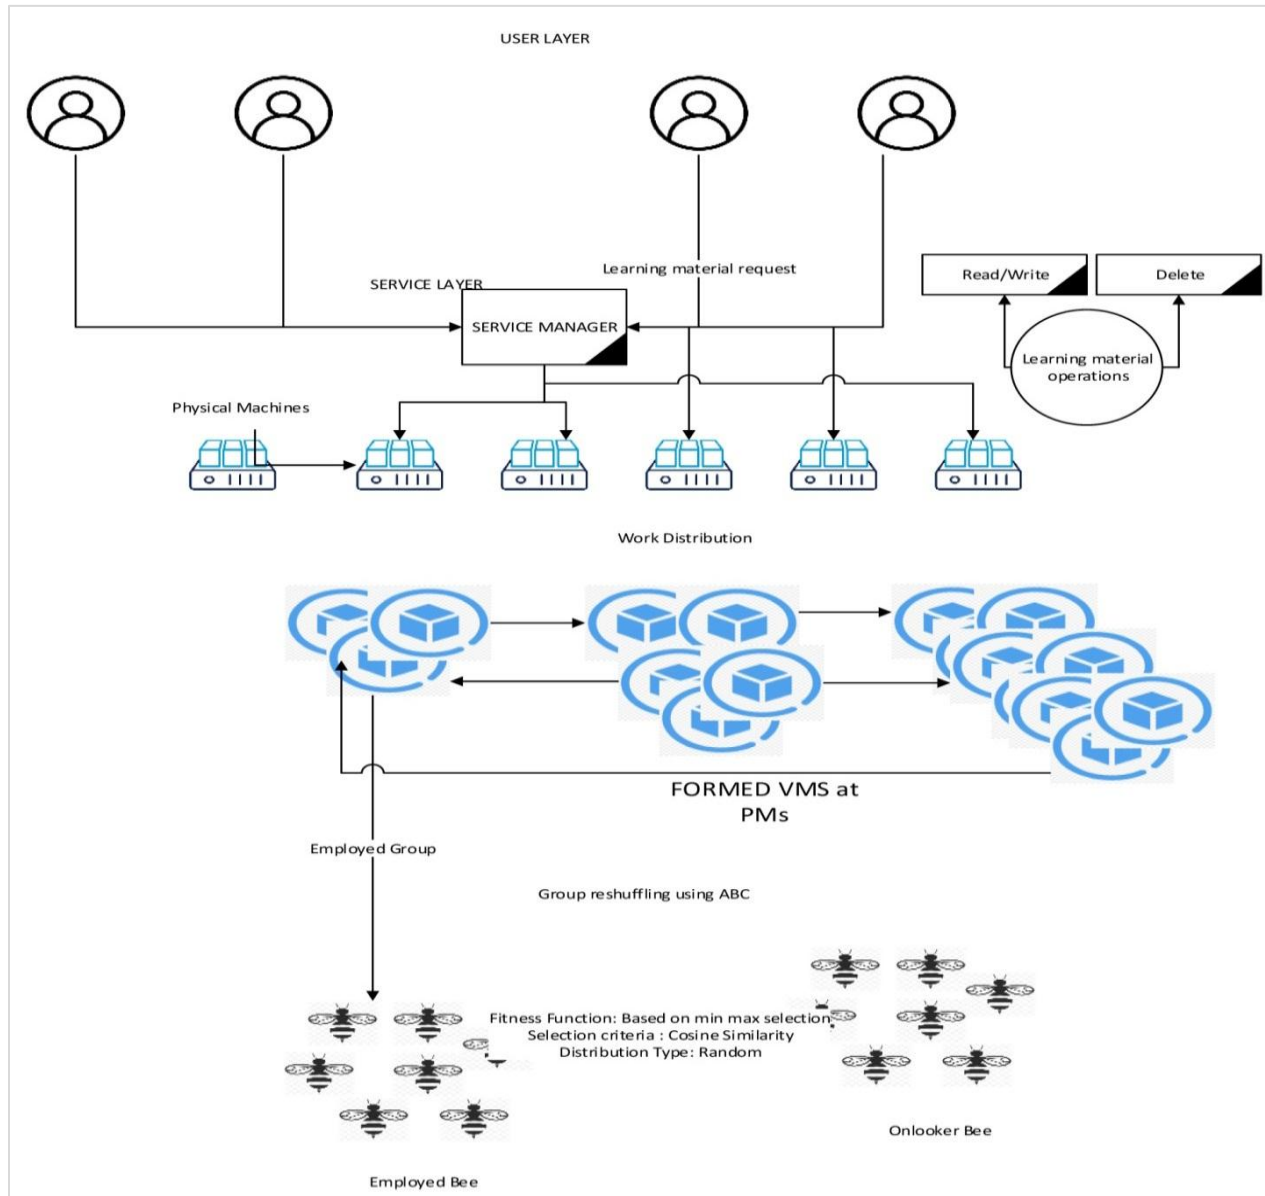 USER LAYER
Learning material request
SERVICE LAYER
Read/Write
Delete
SERVICE MANAGER
Learning material
operations
Physical Machines
Work Distribution
FORMED VMS at
PMs
Employed Group
Group reshuffling using ABC
Fitness Function: Based on min max selection
Selection criteria : Cosine Similarity
Distribution Type: Random
Onlooker Bee
Employed Bee